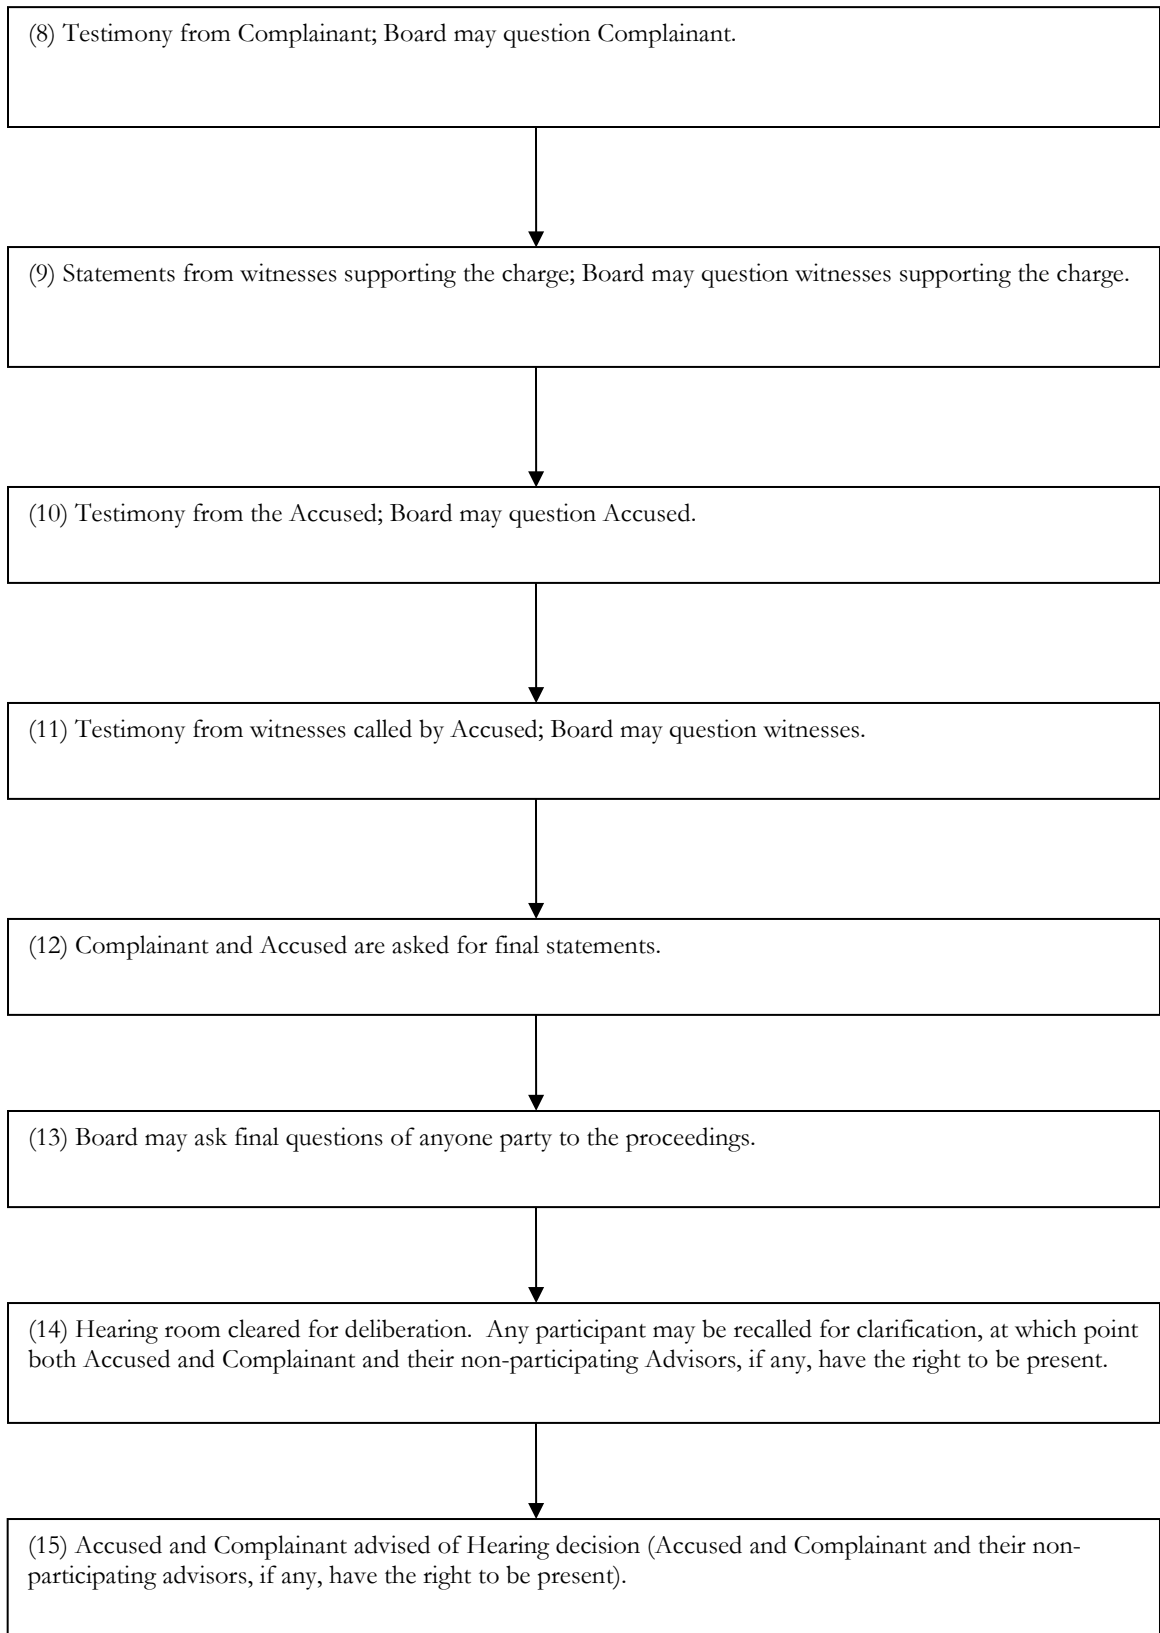 (8) Testimony from Complainant; Board may question Complainant.
(9) Statements from witnesses supporting the charge; Board may question witnesses supporting the charge.
(10) Testimony from the Accused; Board may question Accused.
(11) Testimony from witnesses called by Accused; Board may question witnesses.
(12) Complainant and Accused are asked for final statements.
(13) Board may ask final questions of anyone party to the proceedings.
(14) Hearing room cleared for deliberation.  Any participant may be recalled for clarification, at which point
both Accused and Complainant and their non-participating Advisors, if any, have the right to be present.
(15) Accused and Complainant advised of Hearing decision (Accused and Complainant and their non-
participating advisors, if any, have the right to be present).